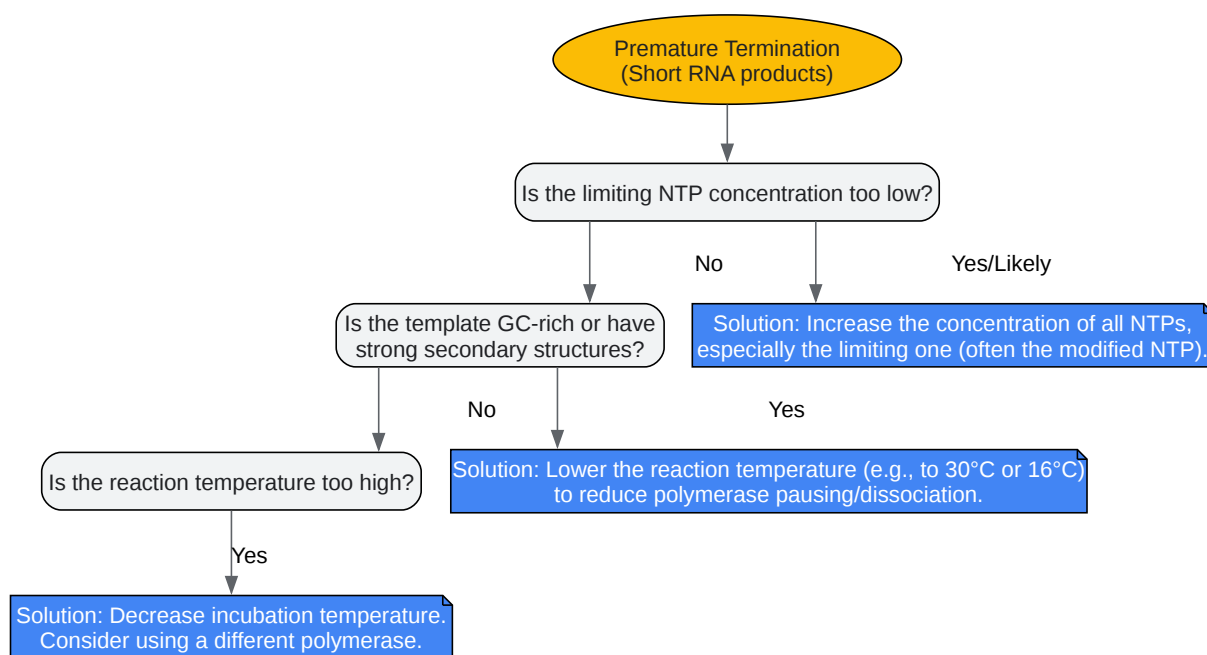 Premature Termination
(Short RNA products)
Is the limiting NTP concentration too low?
No
Yes/Likely
Is the template GC-rich or have
strong secondary structures?
Solution: Increase the concentration of all NTPs,
especially the limiting one (often the modified NTP).
No
Yes
Is the reaction temperature too high?
Solution: Lower the reaction temperature (e.g., to 30°C or 16°C)
to reduce polymerase pausing/dissociation.
Yes
Solution: Decrease incubation temperature.
Consider using a different polymerase.